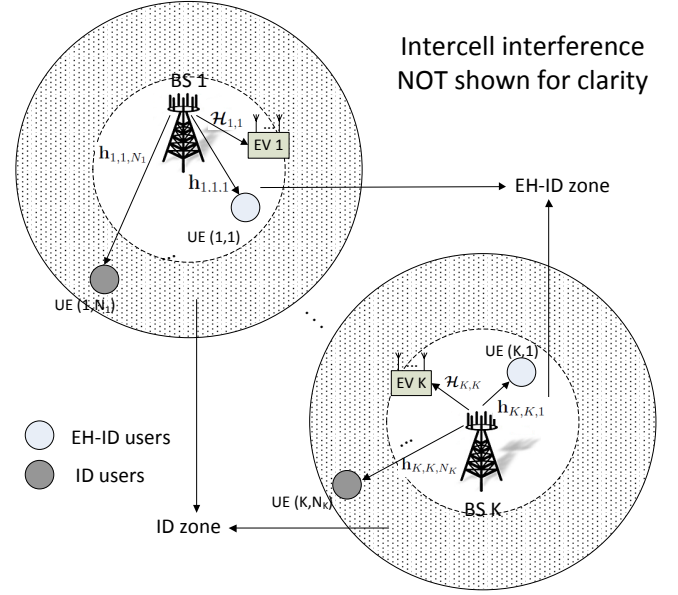 Intercell interference
NOT shown for clarity
BS 1
𝓗1,1
EV 1
h1,1,N1
h1.1.1
EH-ID zone
UE (1,1)
UE (1,N1)
...
UE (K,1)
...
EV K
𝓗K,K
hK,K,1
EH-ID users
...
hK,K,NK
ID users
UE (K,NK)
BS K
ID zone